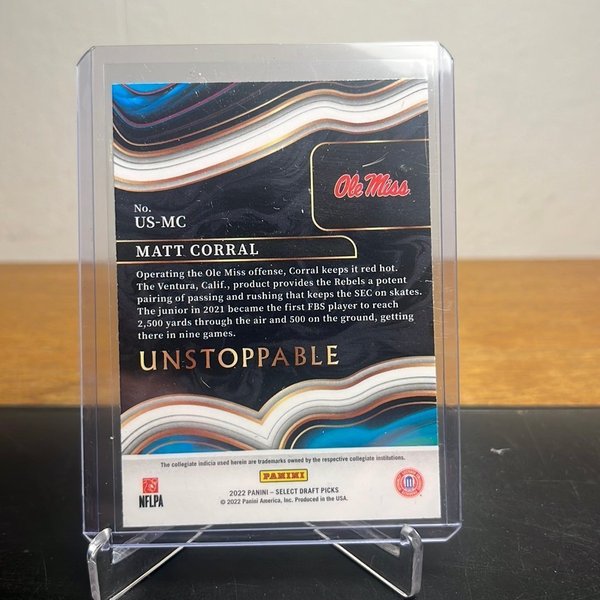 Ole Miss
No.
US-MC
MATT CORRAL
Operating the Ole Miss offense, Corral keeps it red hot.
The Ventura, Calif., product provides the Rebels a potent
pairing of passing and rushing that keeps the SEC on skates.
The junior in 2021 became the first FBS player to reach
2,500 yards through the air and 500 on the ground, getting
there in nine games.
UNSTOPPABLE
The collegiate indicia used herein are trademarks owned by the respective collegiate institutions.
PANINI
NFLPA
2022 PANINI – SELECT DRAFT PICKS
© 2022 Panini America, Inc. Produced in the USA.